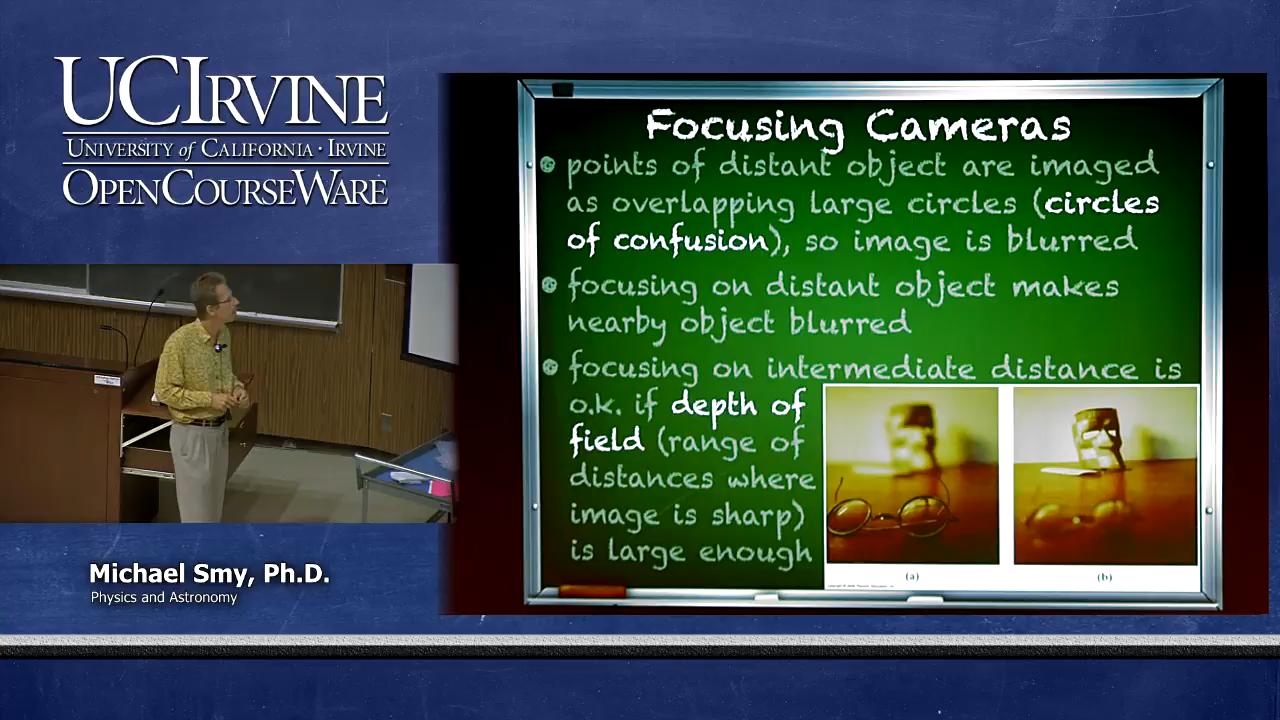 UCIRVINE
UNIVERSITY of CALIFORNIA · IRVINE
OPENCOURSEWARE
Focusing Cameras
points of distant object are imaged
as overlapping large circles (circles
of confusion), so image is blurred
focusing on distant object makes
nearby object blurred
focusing on intermediate distance is
o.k. if depth of
field (range of
distances where
image is sharp)
is large enough
(a)
(b)
Michael Smy, Ph.D.
Physics and Astronomy